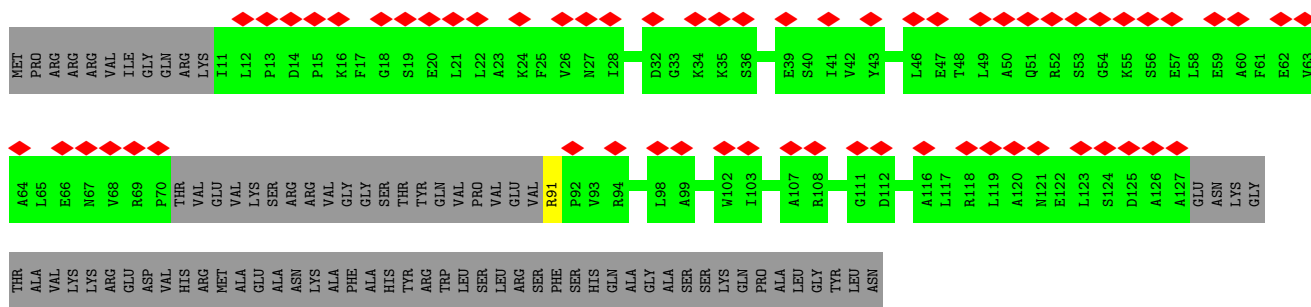 MET PRO ARG ARG ARG VAL ILE GLY GLN ARG LYS I11 L12 P13 D14 P15 K16 F17 G18 S19 E20 L21 L22 A23 K24 F25 V26 N27 I28 D32 G33 K34 K35 S36 E39 S40 I41 V42 Y43 L46 E47 T48 L49 A50 Q51 R52 S53 G54 K55 S56 E57 L58 E59 A60 F61 E62 V63
A64 L65 E66 N67 V68 R69 P70 THR VAL GLU VAL LYS SER ARG ARG VAL GLY GLY SER THR TYR GLN VAL PRO VAL GLU VAL R91 P92 V93 R94 L98 A99 W102 I103 A107 R108 G111 D112 A116 L117 R118 L119 A120 N121 E122 L123 S124 D125 A126 A127 GLU ASN LYS GLY
THR ALA VAL LYS LYS ARG GLU ASP VAL HIS ARG MET ALA GLU ALA ASN LYS ALA PHE ALA HIS TYR ARG TRP LEU SER LEU ARG SER PHE SER HIS GLN ALA GLY ALA SER SER LYS GLN PRO ALA LEU GLY TYR LEU ASN